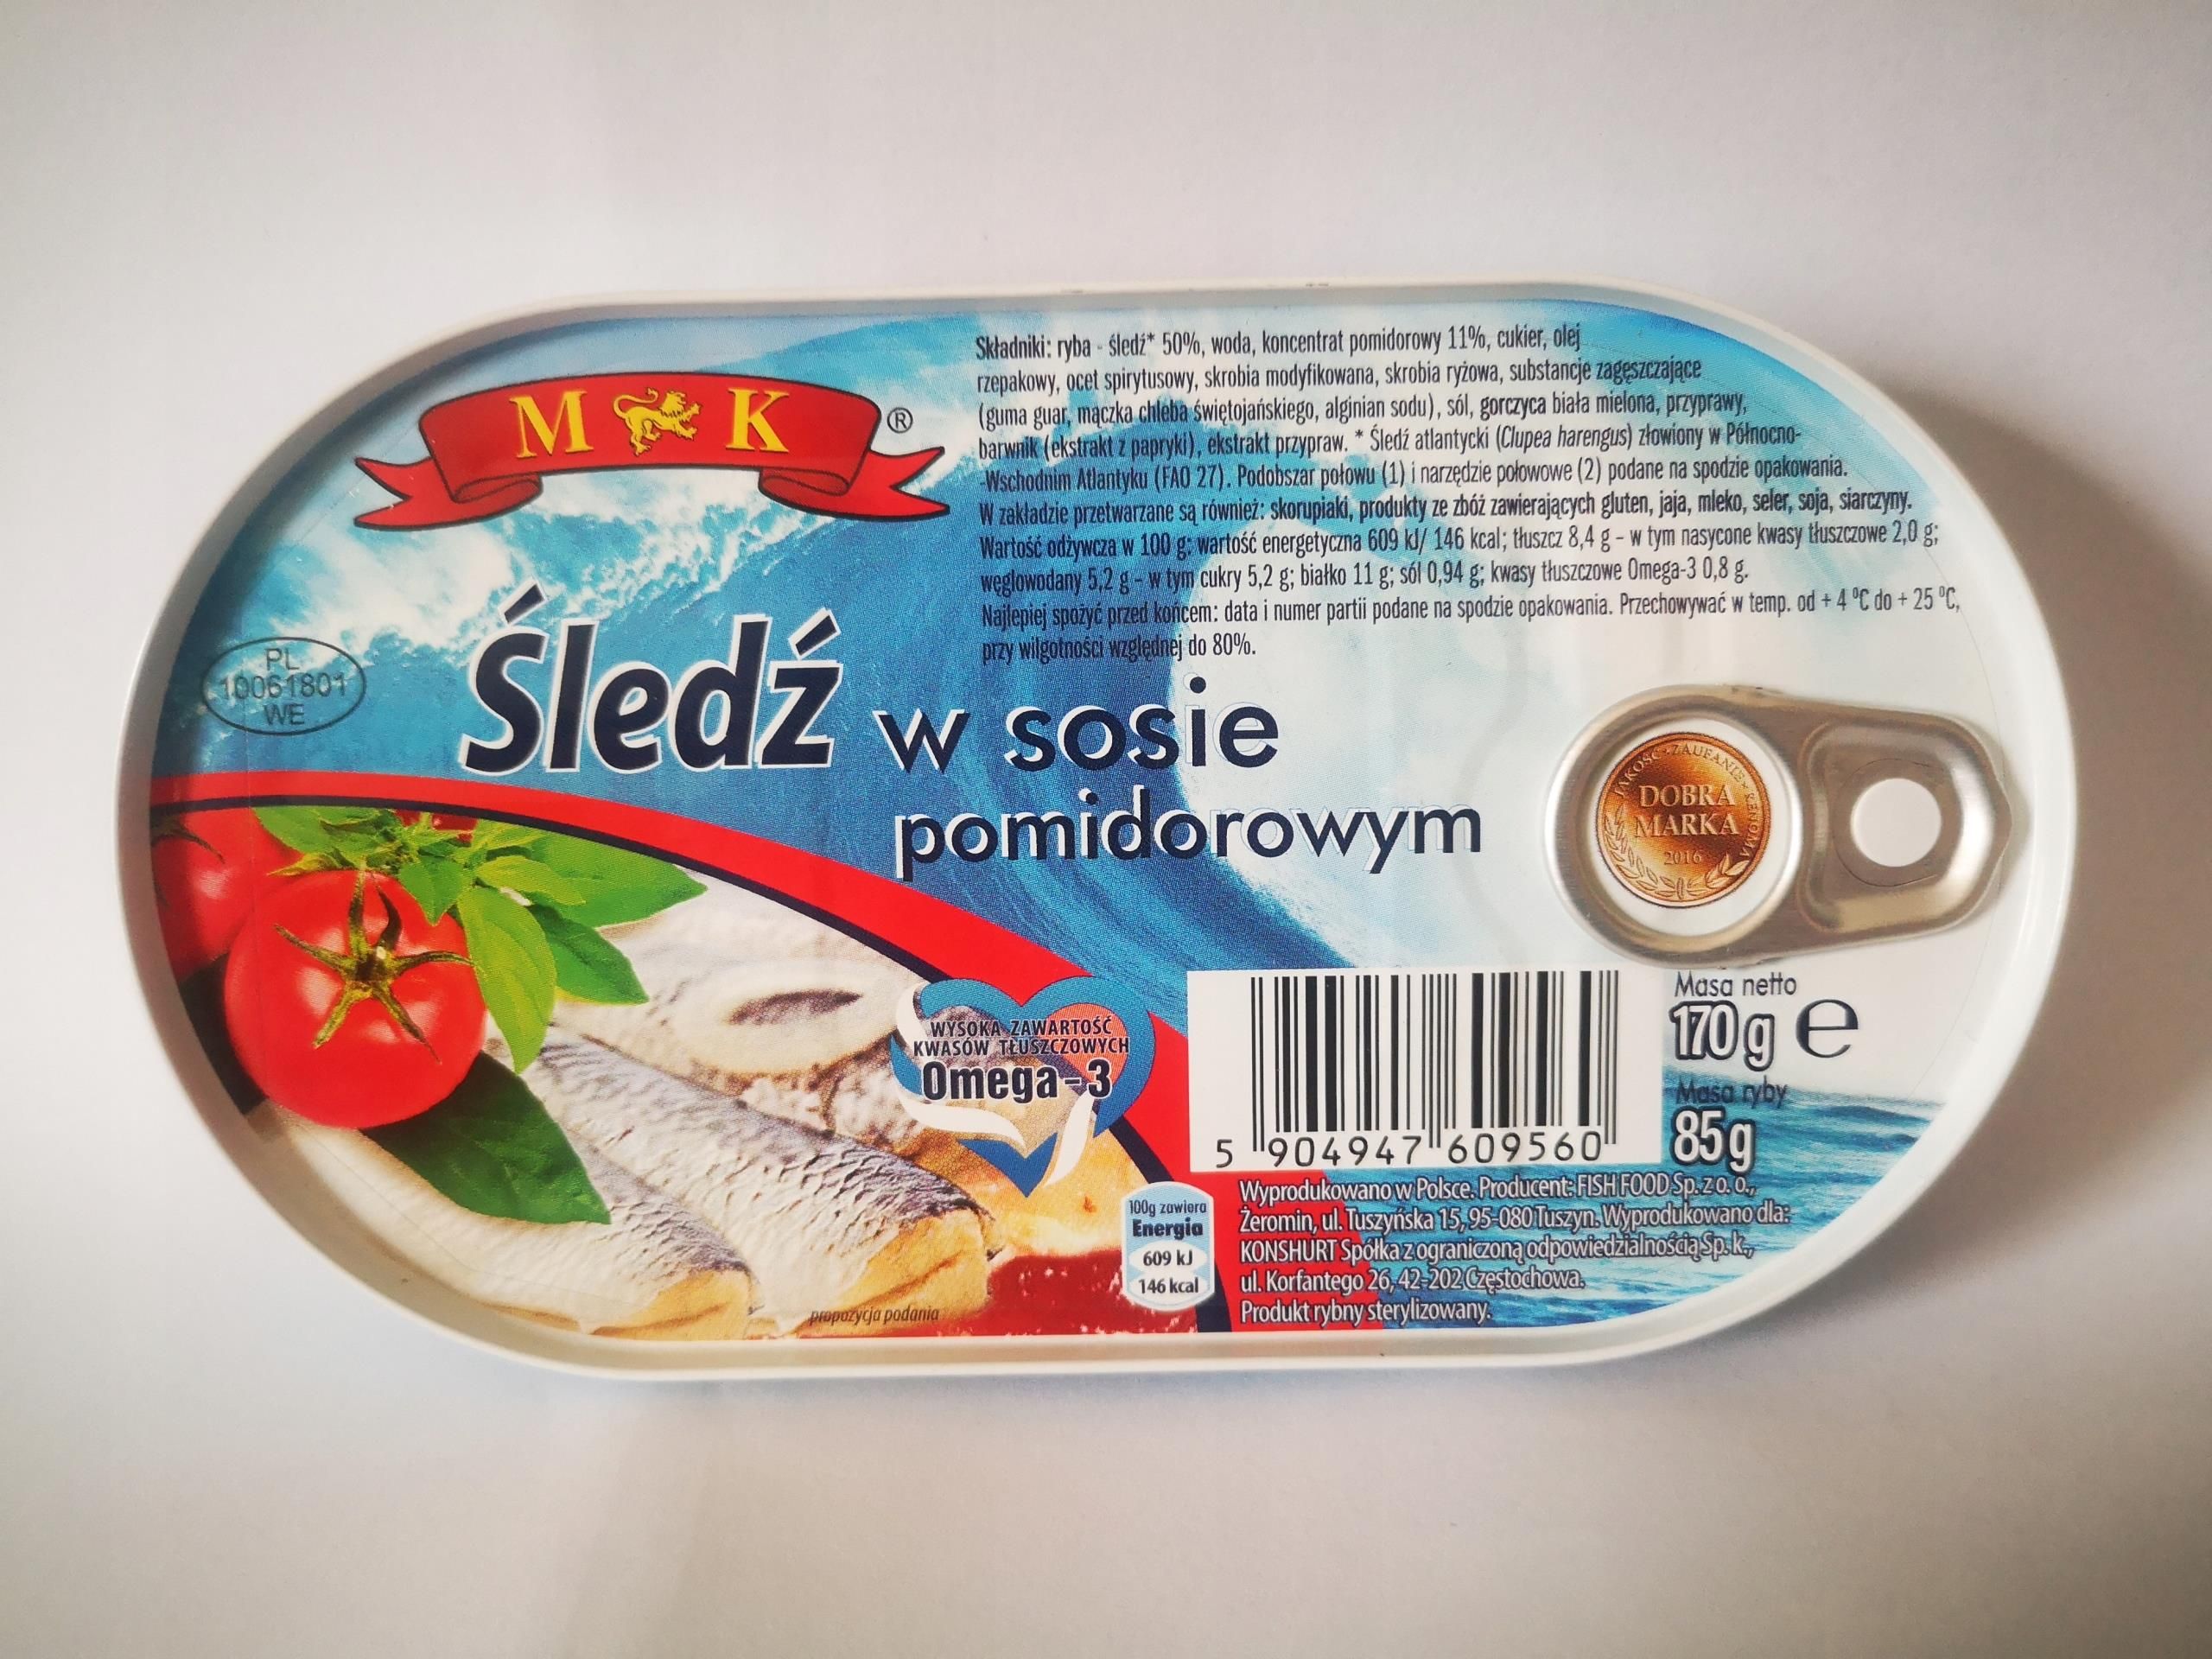 M K ®
Składniki: ryba - śledź* 50%, woda, koncentrat pomidorowy 11%, cukier, olej
rzepakowy, ocet spirytusowy, skrobia modyfikowana, skrobia ryżowa, substancje zagęszczające
(guma guar, mączka chleba świętojańskiego, alginian sodu), sól, gorczyca biała mielona, przyprawy,
barwnik (ekstrakt z papryki), ekstrakt przypraw. * Śledź atlantycki (Clupea harengus) złowiony w Północno-
-Wschodnim Atlantyku (FAO 27). Podobszar połowu (1) i narzędzie połowowe (2) podane na spodzie opakowania.
W zakładzie przetwarzane są również: skorupiaki, produkty ze zbóż zawierających gluten, jaja, mleko, seler, soja, siarczyny.
Wartość odżywcza w 100 g: wartość energetyczna 609 kJ/ 146 kcal; tłuszcz 8,4 g - w tym nasycone kwasy tłuszczowe 2,0 g;
węglowodany 5,2 g - w tym cukry 5,2 g; białko 11 g; sól 0,94 g; kwasy tłuszczowe Omega-3 0,8 g.
Najlepiej spożyć przed końcem: data i numer partii podane na spodzie opakowania. Przechowywać w temp. od + 4 °C do + 25 °C,
przy wilgotności względnej do 80%.
PL
10061801
WE
Śledź w sosie
pomidorowym
JAKOŚĆ • ZAUFANIE • RENOMA
DOBRA
MARKA
2016
WYSOKA ZAWARTOŚĆ
KWASÓW TŁUSZCZOWYCH
Omega-3
5 904947 609560
Masa netto
170 g e
Masa ryby
85 g
100g zawiera
Energia
609 kJ
146 kcal
Wyprodukowano w Polsce. Producent: FISH FOOD Sp. z o. o.,
Żeromin, ul. Tuszyńska 15, 95-080 Tuszyn. Wyprodukowano dla:
KONSHURT Spółka z ograniczoną odpowiedzialnością Sp. k.,
ul. Korfantego 26, 42-202 Częstochowa.
Produkt rybny sterylizowany.
propozycja podania